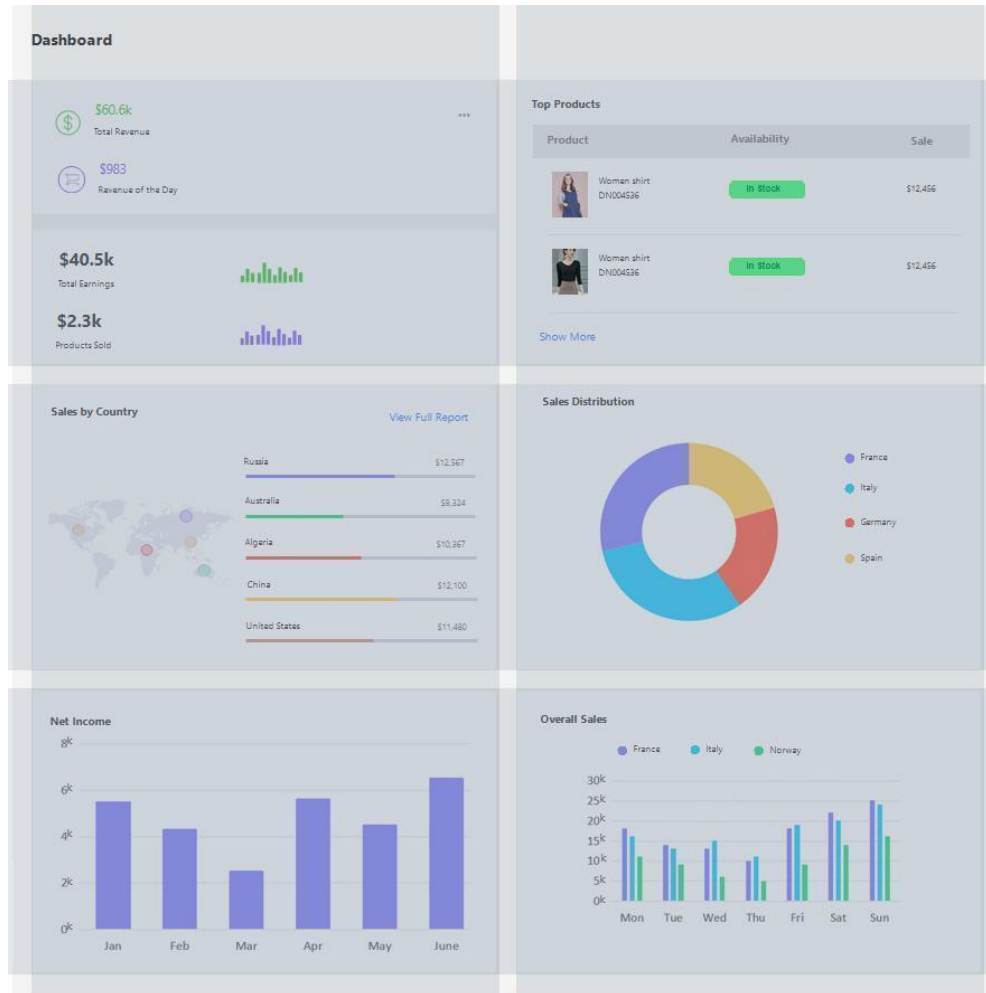 Dashboard
$60.6k
Total Revenue
$983
Revenue of the Day
$40.5k
Total Earnings
$2.3k
Products Sold
Top Products
Product Availability Sale
Women shirt
DN004536
In Stock
$12,456
Women shirt
DN004536
In Stock
$12,456
Show More
Sales by Country
View Full Report
Russia $12,567
Australia $9,324
Algeria $10,367
China $12,100
United States $11,480
Sales Distribution
France
Italy
Germany
Spain
Net Income
8k
6k
4k
2k
0k
Jan Feb Mar Apr May June
Overall Sales
France Italy Norway
30k
25k
20k
15k
10k
5k
0k
Mon Tue Wed Thu Fri Sat Sun